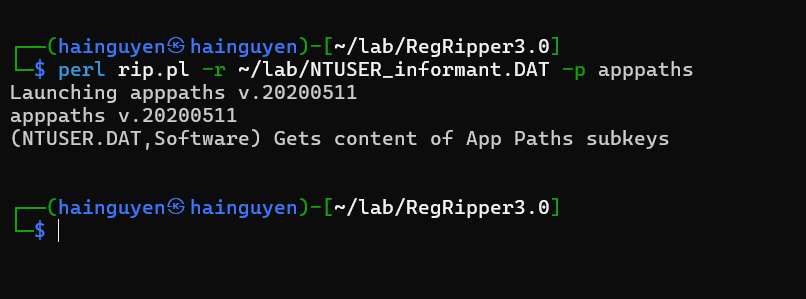 ┌──(hainguyen㉿hainguyen)-[~/lab/RegRipper3.0]
└─$ perl rip.pl -r ~/lab/NTUSER_informant.DAT -p apppaths
Launching apppaths v.20200511
apppaths v.20200511
(NTUSER.DAT,Software) Gets content of App Paths subkeys
┌──(hainguyen㉿hainguyen)-[~/lab/RegRipper3.0]
└─$